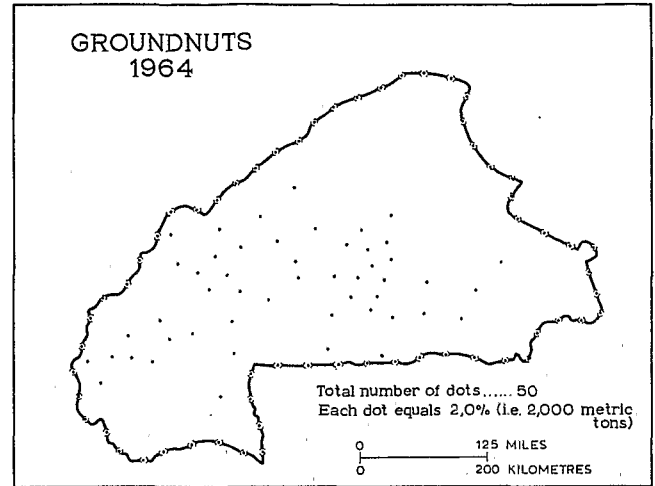 GROUNDNUTS
1964
Total number of dots...... 50
Each dot equals 2,0% (i.e. 2,000 metric
tons)
0 125 MILES
0 200 KILOMETRES